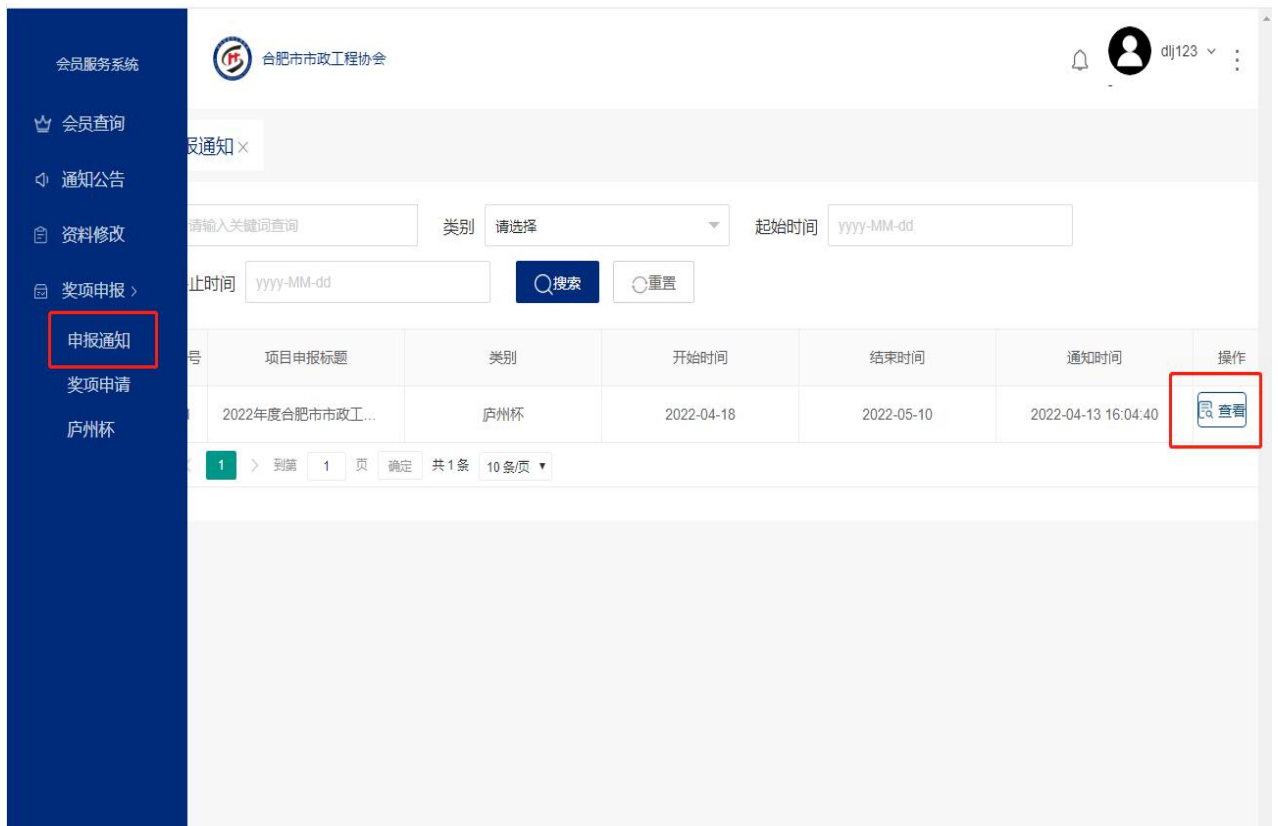 会员服务系统
合肥市市政工程协会
dlj123
会员查询
通知公告
资料修改
奖项申报 >
申报通知
奖项申请
庐州杯
报通知 ×
请输入关键词查询 类别 请选择 起始时间 yyyy-MM-dd
止时间 yyyy-MM-dd 搜索 重置
号 项目申报标题 类别 开始时间 结束时间 通知时间 操作
1 2022年度合肥市市政工... 庐州杯 2022-04-18 2022-05-10 2022-04-13 16:04:40 查看
1 > 到第 1 页 确定 共1条 10条/页